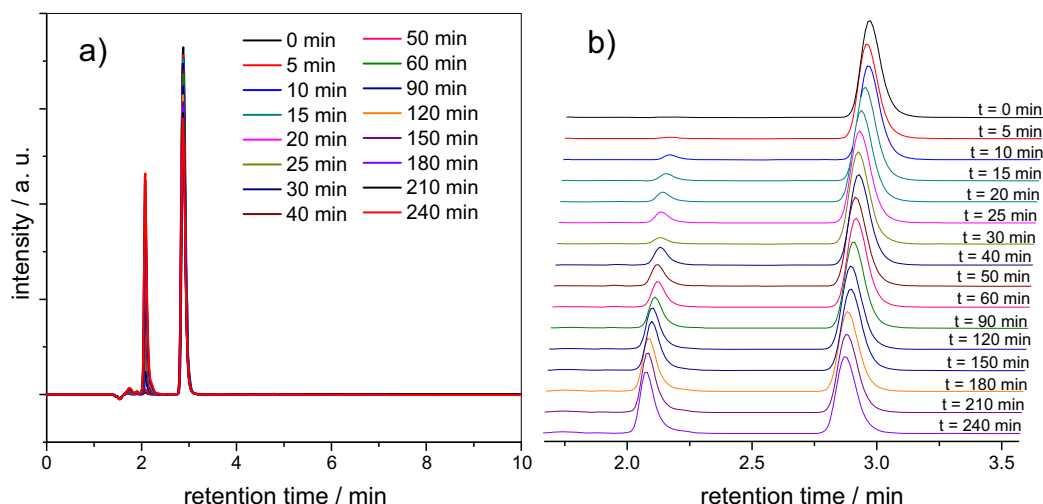 a)
0 min
5 min
10 min
15 min
20 min
25 min
30 min
40 min
50 min
60 min
90 min
120 min
150 min
180 min
210 min
240 min
intensity / a. u.
0 2 4 6 8 10
retention time / min
b)
t = 0 min
t = 5 min
t = 10 min
t = 15 min
t = 20 min
t = 25 min
t = 30 min
t = 40 min
t = 50 min
t = 60 min
t = 90 min
t = 120 min
t = 150 min
t = 180 min
t = 210 min
t = 240 min
2.0 2.5 3.0 3.5
retention time / min